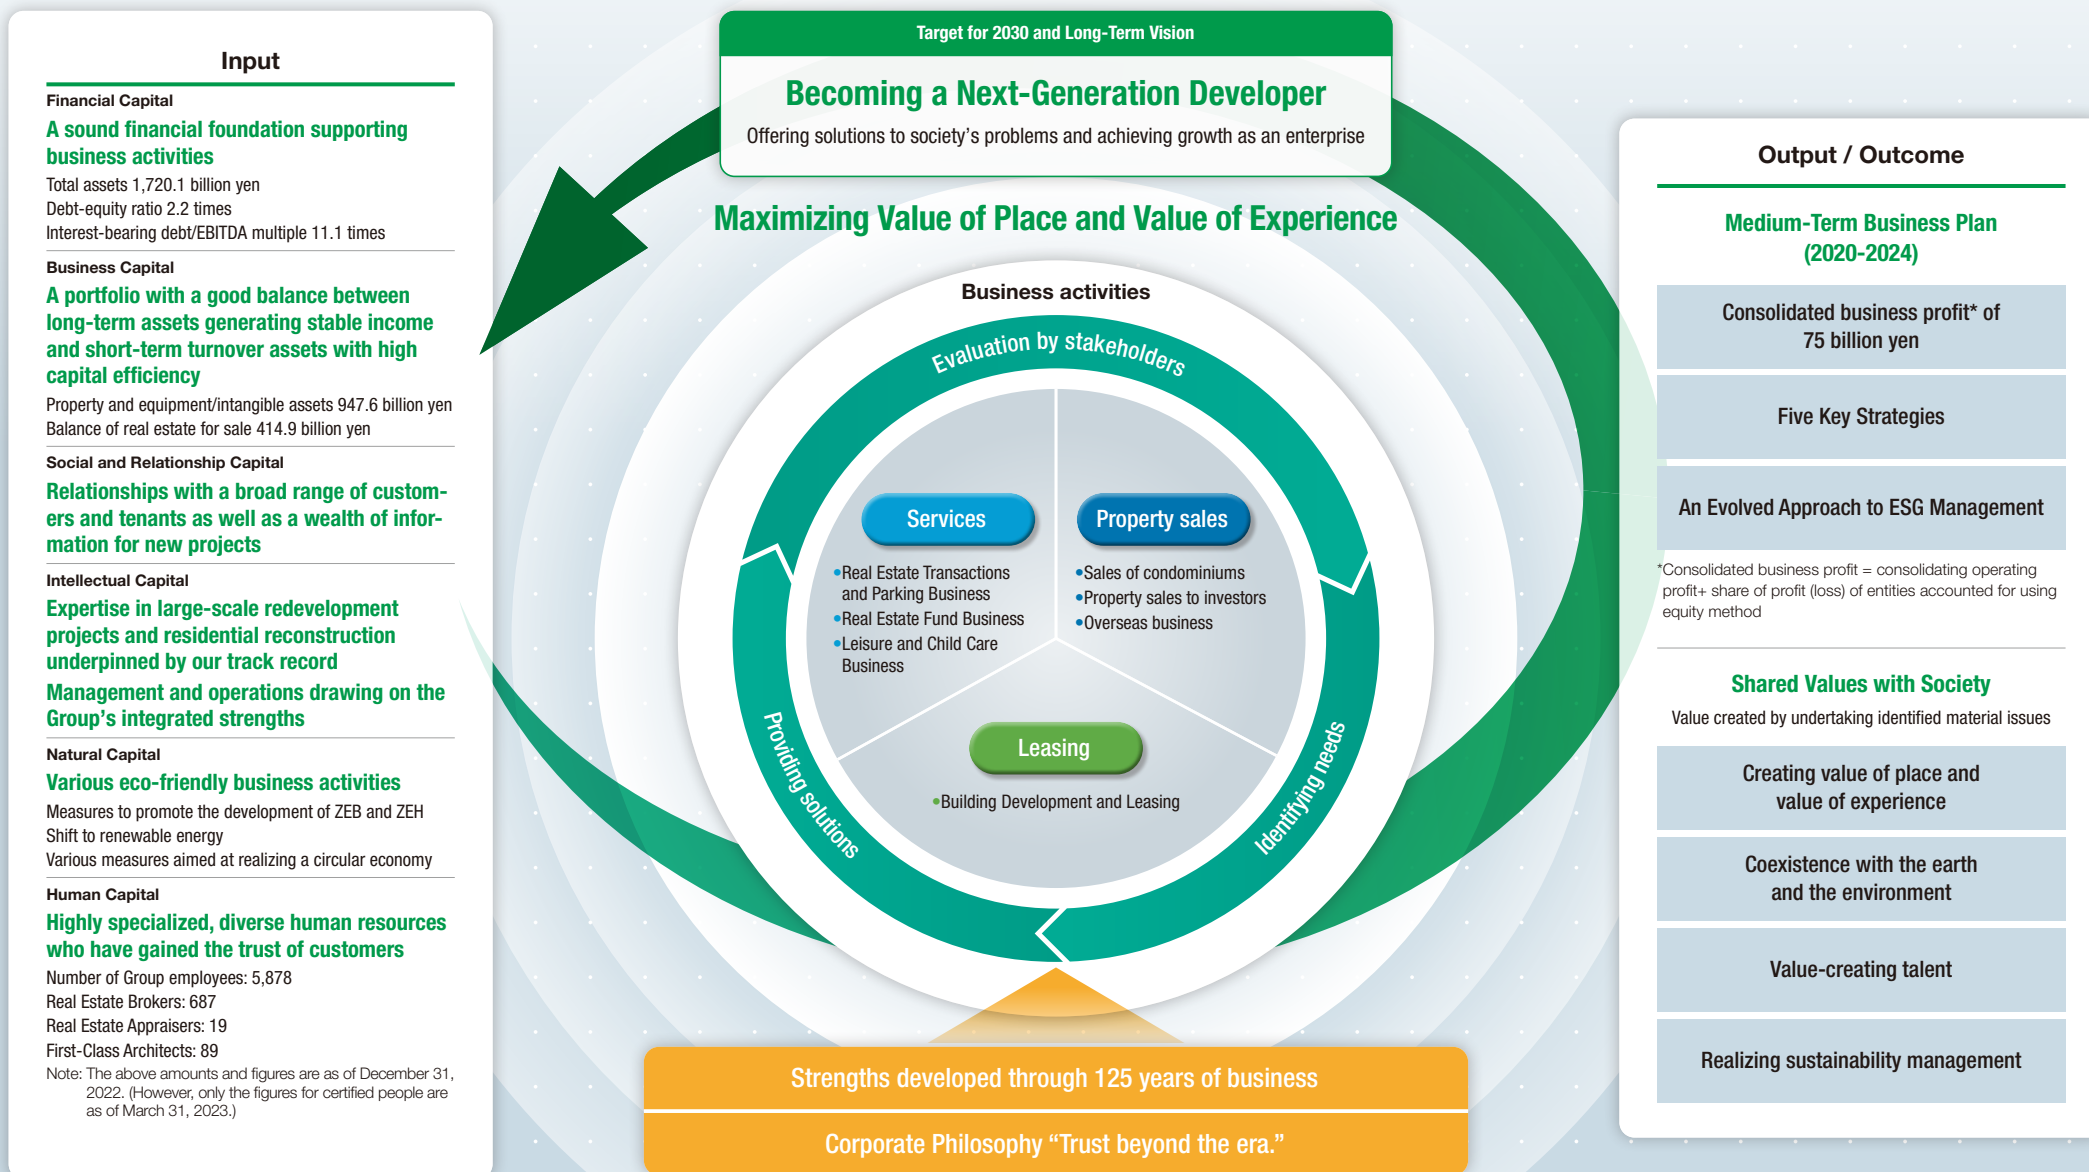 Input
Financial Capital
A sound financial foundation supporting
business activities
Total assets 1,720.1 billion yen
Debt-equity ratio 2.2 times
Interest-bearing debt/EBITDA multiple 11.1 times
Business Capital
A portfolio with a good balance between
long-term assets generating stable income
and short-term turnover assets with high
capital efficiency
Property and equipment/intangible assets 947.6 billion yen
Balance of real estate for sale 414.9 billion yen
Social and Relationship Capital
Relationships with a broad range of custom-
ers and tenants as well as a wealth of infor-
mation for new projects
Intellectual Capital
Expertise in large-scale redevelopment
projects and residential reconstruction
underpinned by our track record
Management and operations drawing on the
Group's integrated strengths
Natural Capital
Various eco-friendly business activities
Measures to promote the development of ZEB and ZEH
Shift to renewable energy
Various measures aimed at realizing a circular economy
Human Capital
Highly specialized, diverse human resources
who have gained the trust of customers
Number of Group employees: 5,878
Real Estate Brokers: 687
Real Estate Appraisers: 19
First-Class Architects: 89
Note: The above amounts and figures are as of December 31,
2022. (However, only the figures for certified people are
as of March 31, 2023.)
Target for 2030 and Long-Term Vision
Becoming a Next-Generation Developer
Offering solutions to society's problems and achieving growth as an enterprise
Maximizing Value of Place and Value of Experience
Business activities
Evaluation by stakeholders
Services
•Real Estate Transactions
and Parking Business
•Real Estate Fund Business
•Leisure and Child Care
Business
Property sales
•Sales of condominiums
•Property sales to investors
•Overseas business
Leasing
•Building Development and Leasing
Providing solutions
Identifying needs
Strengths developed through 125 years of business
Corporate Philosophy “Trust beyond the era.”
Output / Outcome
Medium-Term Business Plan
(2020-2024)
Consolidated business profit* of
75 billion yen
Five Key Strategies
An Evolved Approach to ESG Management
*Consolidated business profit = consolidating operating
profit+ share of profit (loss) of entities accounted for using
equity method
Shared Values with Society
Value created by undertaking identified material issues
Creating value of place and
value of experience
Coexistence with the earth
and the environment
Value-creating talent
Realizing sustainability management